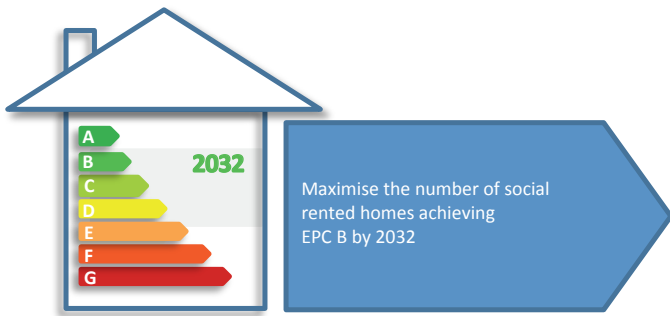 A
B
2032
C
D
E
F
G
Maximise the number of social
rented homes achieving
EPC B by 2032